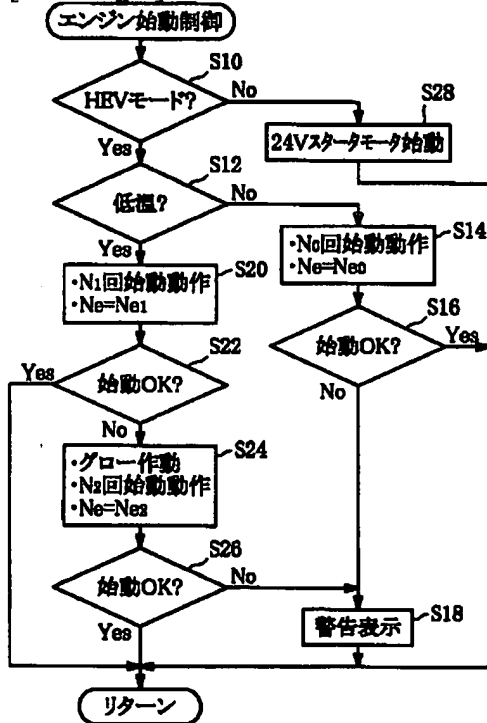 エンジン始動制御
S10
HEVモード?
No
S28
Yes
24Vスタータモータ始動
S12
低温?
No
Yes
S14
・N0回始動動作
・Ne=Ne0
S20
・N1回始動動作
・Ne=Ne1
S16
始動OK?
Yes
No
S22
Yes
始動OK?
No
S24
・グロー作動
・N2回始動動作
・Ne=Ne2
S26
始動OK?
No
Yes
S18
警告表示
リターン